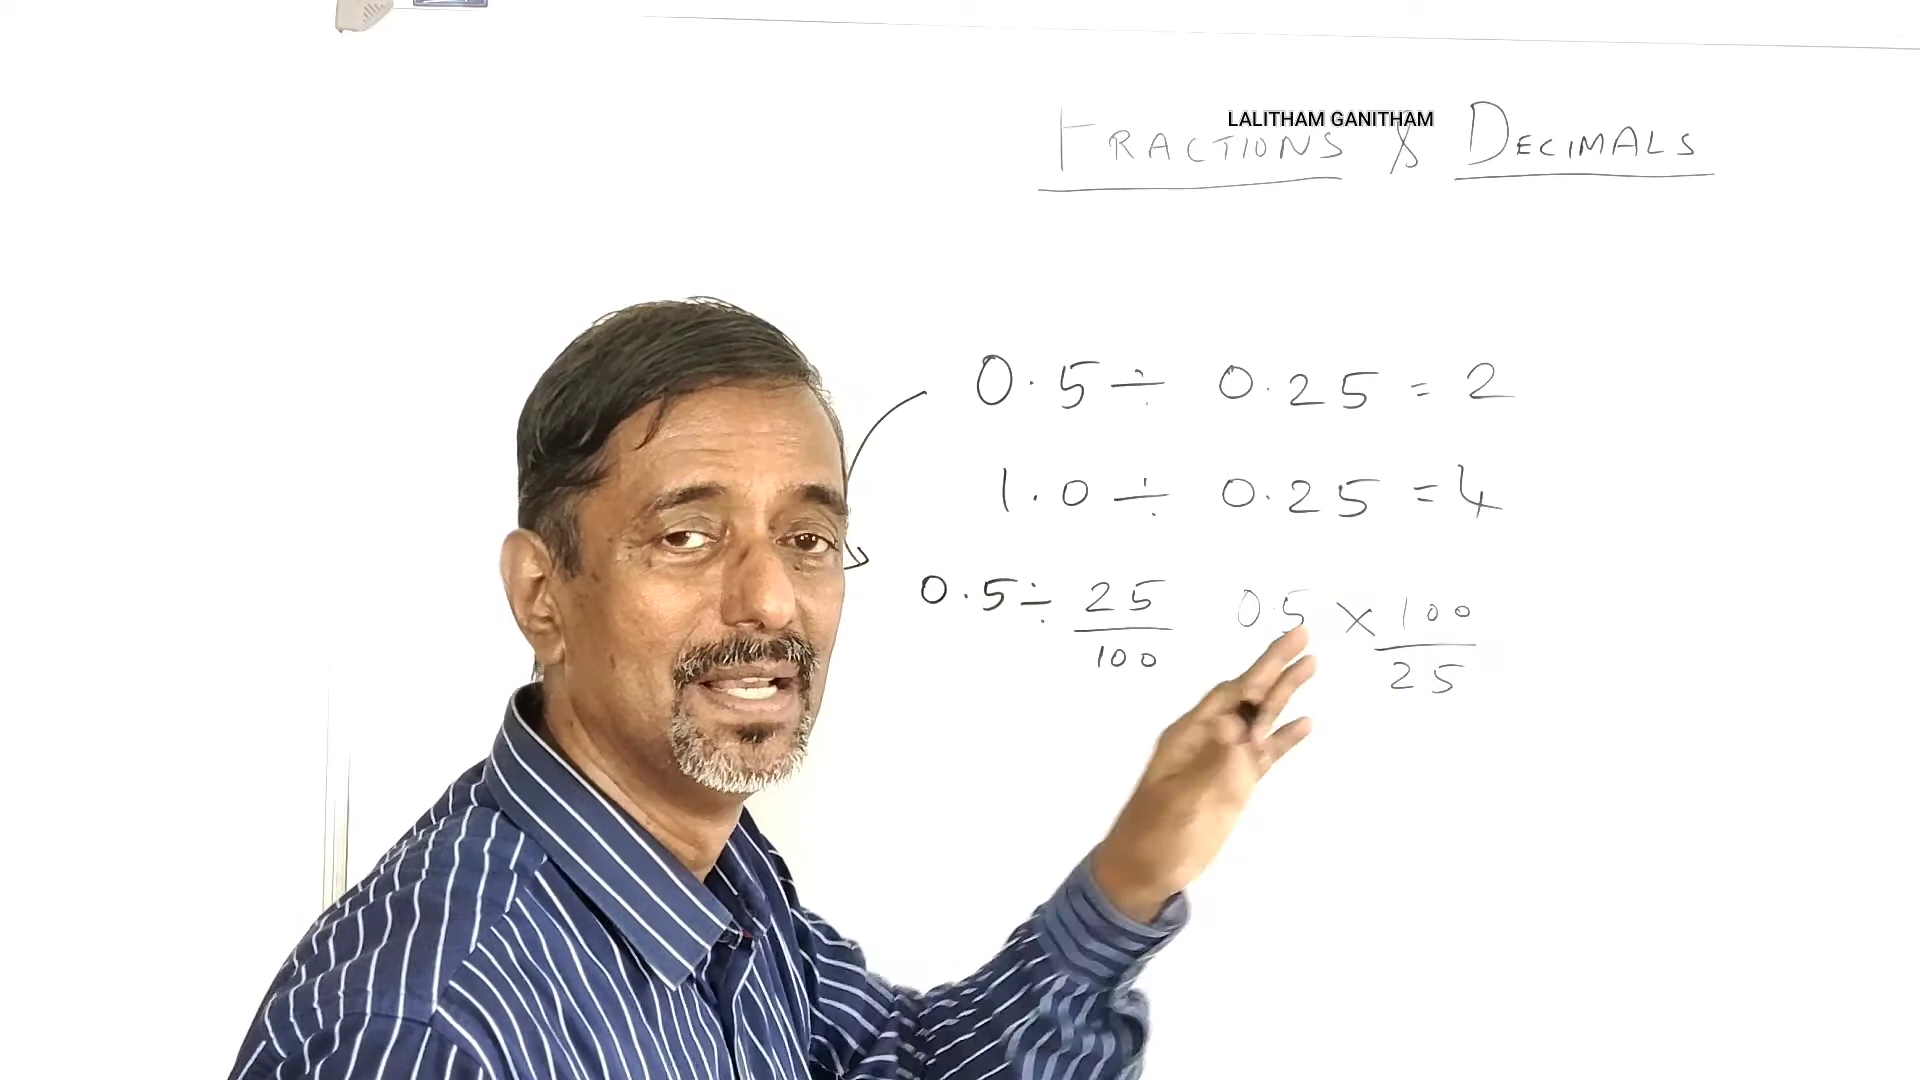 LALITHAM GANITHAM
FRACTIONS & DECIMALS
0.5 ÷ 0.25 = 2
1.0 ÷ 0.25 = 4
0.5 ÷ 25/100 0.5 × 100/25